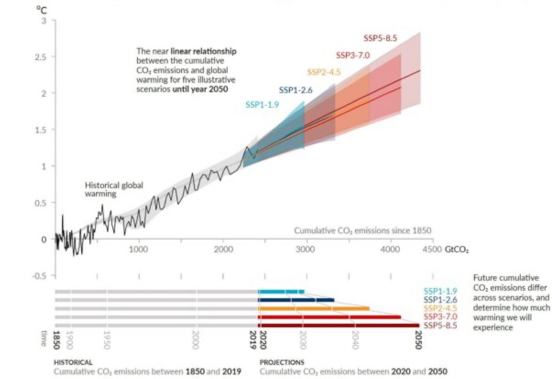 °C
3
2.5
2
1.5
1
0.5
0
-0.5
The near linear relationship
between the cumulative
CO₂ emissions and global
warming for five illustrative
scenarios until year 2050
SSP5-8.5
SSP3-7.0
SSP2-4.5
SSP1-2.6
SSP1-1.9
Historical global
warming
Cumulative CO₂ emissions since 1850
1000
2000
3000
4000
4500 GtCO₂
SSP1-1.9
SSP1-2.6
SSP2-4.5
SSP3-7.0
SSP5-8.5
Future cumulative
CO₂ emissions differ
across scenarios, and
determine how much
warming we will
experience
time
1850
1900
1950
2000
2019
2020
2030
2040
2050
HISTORICAL
Cumulative CO₂ emissions between 1850 and 2019
PROJECTIONS
Cumulative CO₂ emissions between 2020 and 2050